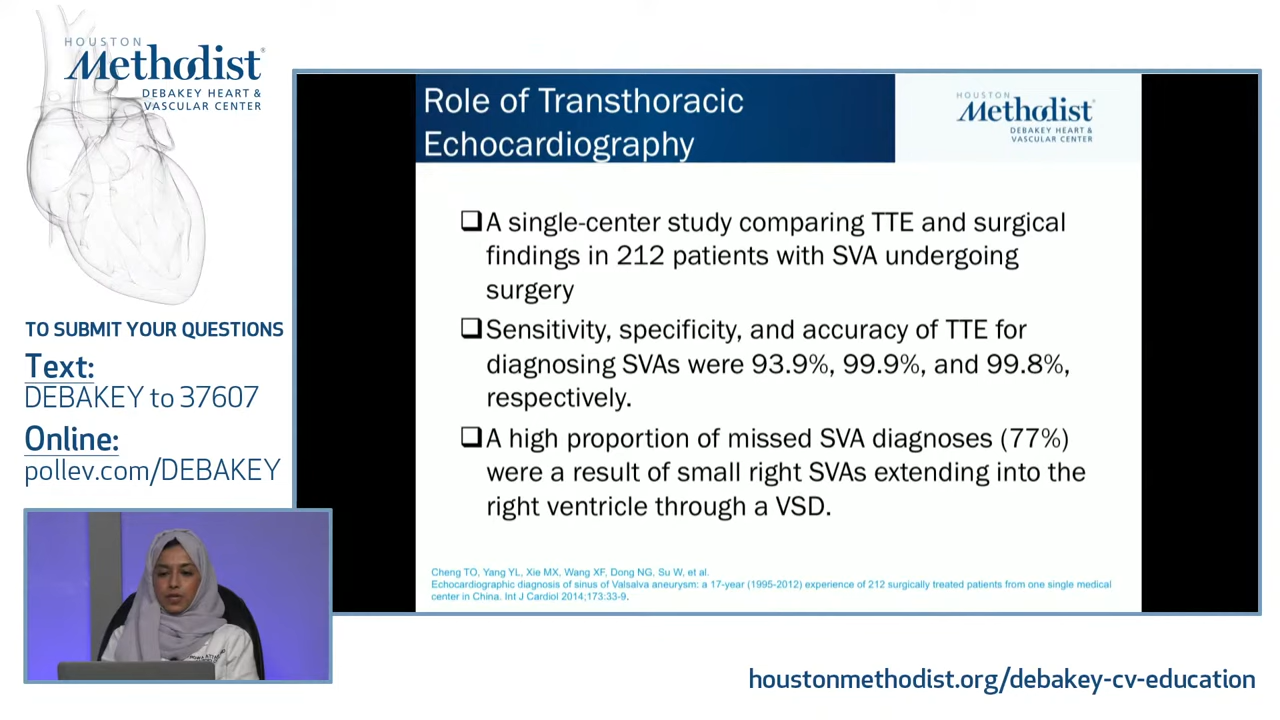 HOUSTON
Methodist®
DEBAKEY HEART &
VASCULAR CENTER
TO SUBMIT YOUR QUESTIONS
Text:
DEBAKEY to 37607
Online:
pollev.com/DEBAKEY
Role of Transthoracic
Echocardiography
HOUSTON
Methodist®
DEBAKEY HEART &
VASCULAR CENTER
A single-center study comparing TTE and surgical
findings in 212 patients with SVA undergoing
surgery
Sensitivity, specificity, and accuracy of TTE for
diagnosing SVAs were 93.9%, 99.9%, and 99.8%,
respectively.
A high proportion of missed SVA diagnoses (77%)
were a result of small right SVAs extending into the
right ventricle through a VSD.
Cheng TO, Yang YL, Xie MX, Wang XF, Dong NG, Su W, et al.
Echocardiographic diagnosis of sinus of Valsalva aneurysm: a 17-year (1995-2012) experience of 212 surgically treated patients from one single medical
center in China. Int J Cardiol 2014;173:33-9.
houstonmethodist.org/debakey-cv-education